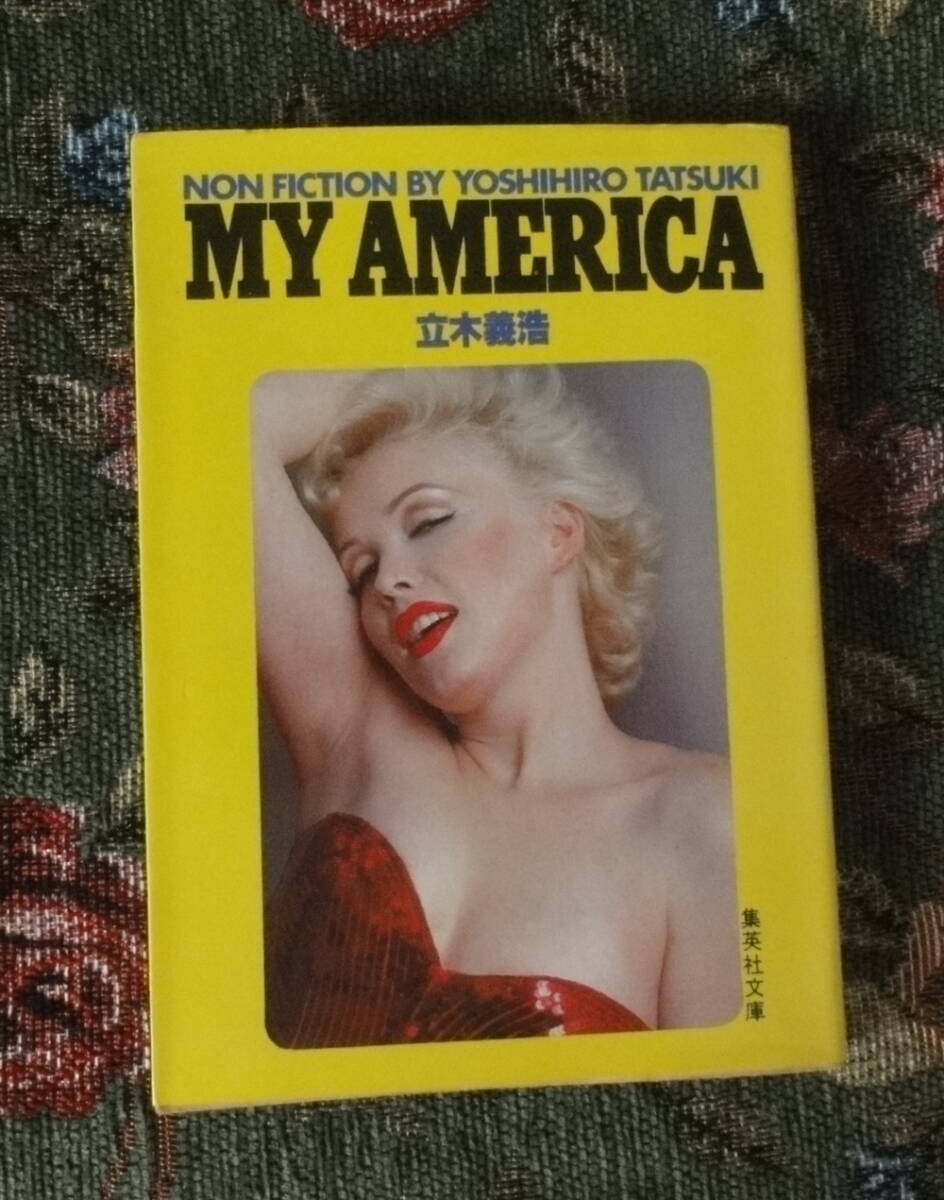 NON FICTION BY YOSHIHIRO TATSUKI
MY AMERICA
立木義浩
集英社文庫